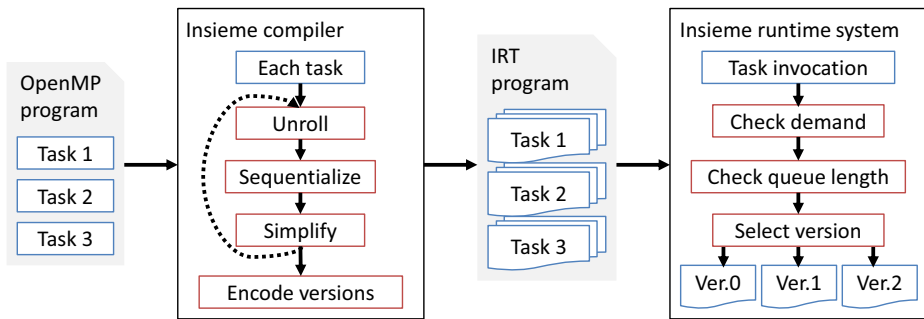 OpenMP
program
Task 1
Task 2
Task 3
Insieme compiler
Each task
Unroll
Sequentialize
Simplify
Encode versions
IRT
program
Task 1
Task 2
Task 3
Insieme runtime system
Task invocation
Check demand
Check queue length
Select version
Ver.0 Ver.1 Ver.2